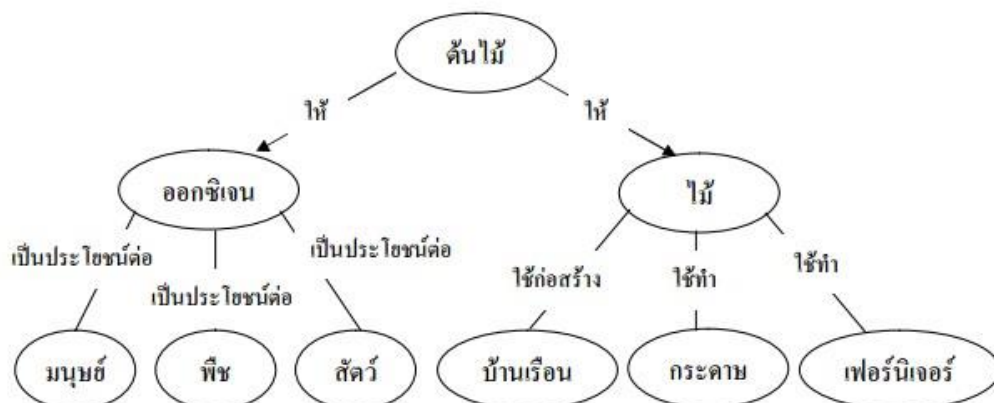 ต้นไม้
ให้ ให้
ออกซิเจน ไม้
เป็นประโยชน์ต่อ เป็นประโยชน์ต่อ เป็นประโยชน์ต่อ ใช้ก่อสร้าง ใช้ทำ ใช้ทำ
มนุษย์ พืช สัตว์ บ้านเรือน กระดาษ เฟอร์นิเจอร์